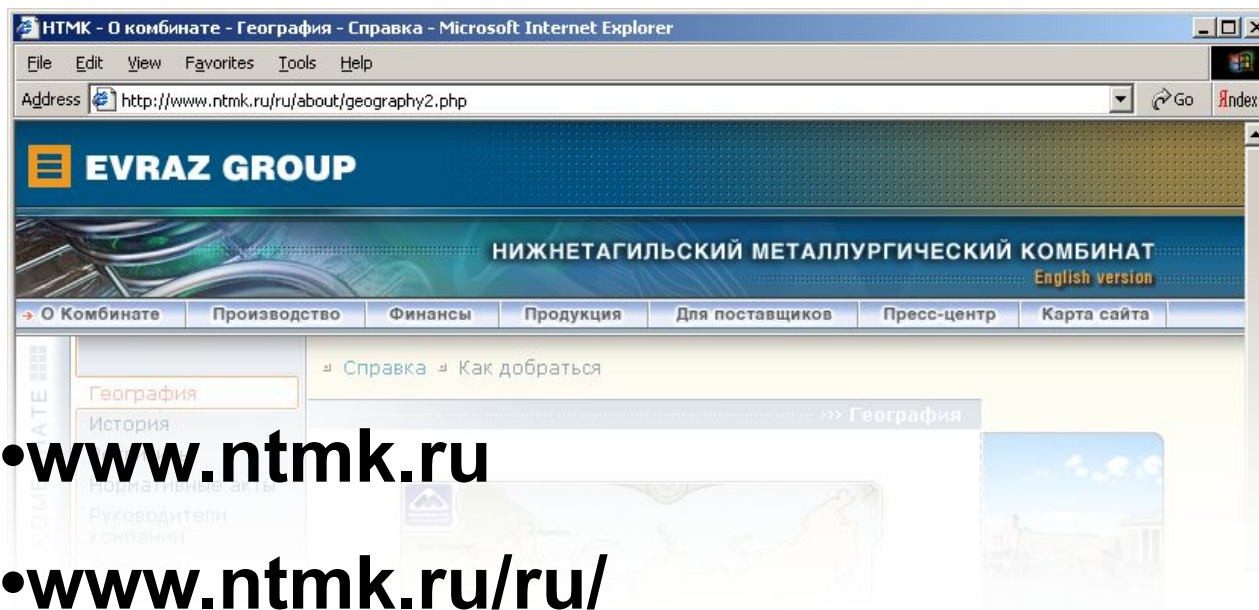 НТМК - О комбинате - География - Справка - Microsoft Internet Explorer
File Edit View Favorites Tools Help
Address http://www.ntmk.ru/ru/about/geography2.php Go Яndex
EVRAZ GROUP
НИЖНЕТАГИЛЬСКИЙ МЕТАЛЛУРГИЧЕСКИЙ КОМБИНАТ
English version
О Комбинате Производство Финансы Продукция Для поставщиков Пресс-центр Карта сайта
Справка Как добраться
География
>>> География
История
•www.ntmk.ru
Нормативные акты
Руководители
компании
•www.ntmk.ru/ru/